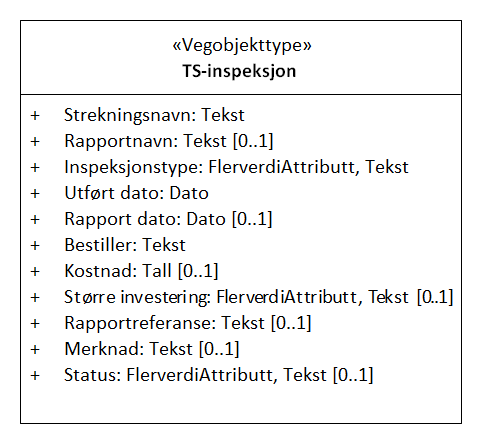 «Vegobjekttype»
TS-inspeksjon
+ Strekningsnavn: Tekst
+ Rapportnavn: Tekst [0..1]
+ Inspeksjonstype: FlerverdiAttributt, Tekst
+ Utført dato: Dato
+ Rapport dato: Dato [0..1]
+ Bestiller: Tekst
+ Kostnad: Tall [0..1]
+ Større investering: FlerverdiAttributt, Tekst [0..1]
+ Rapportreferanse: Tekst [0..1]
+ Merknad: Tekst [0..1]
+ Status: FlerverdiAttributt, Tekst [0..1]